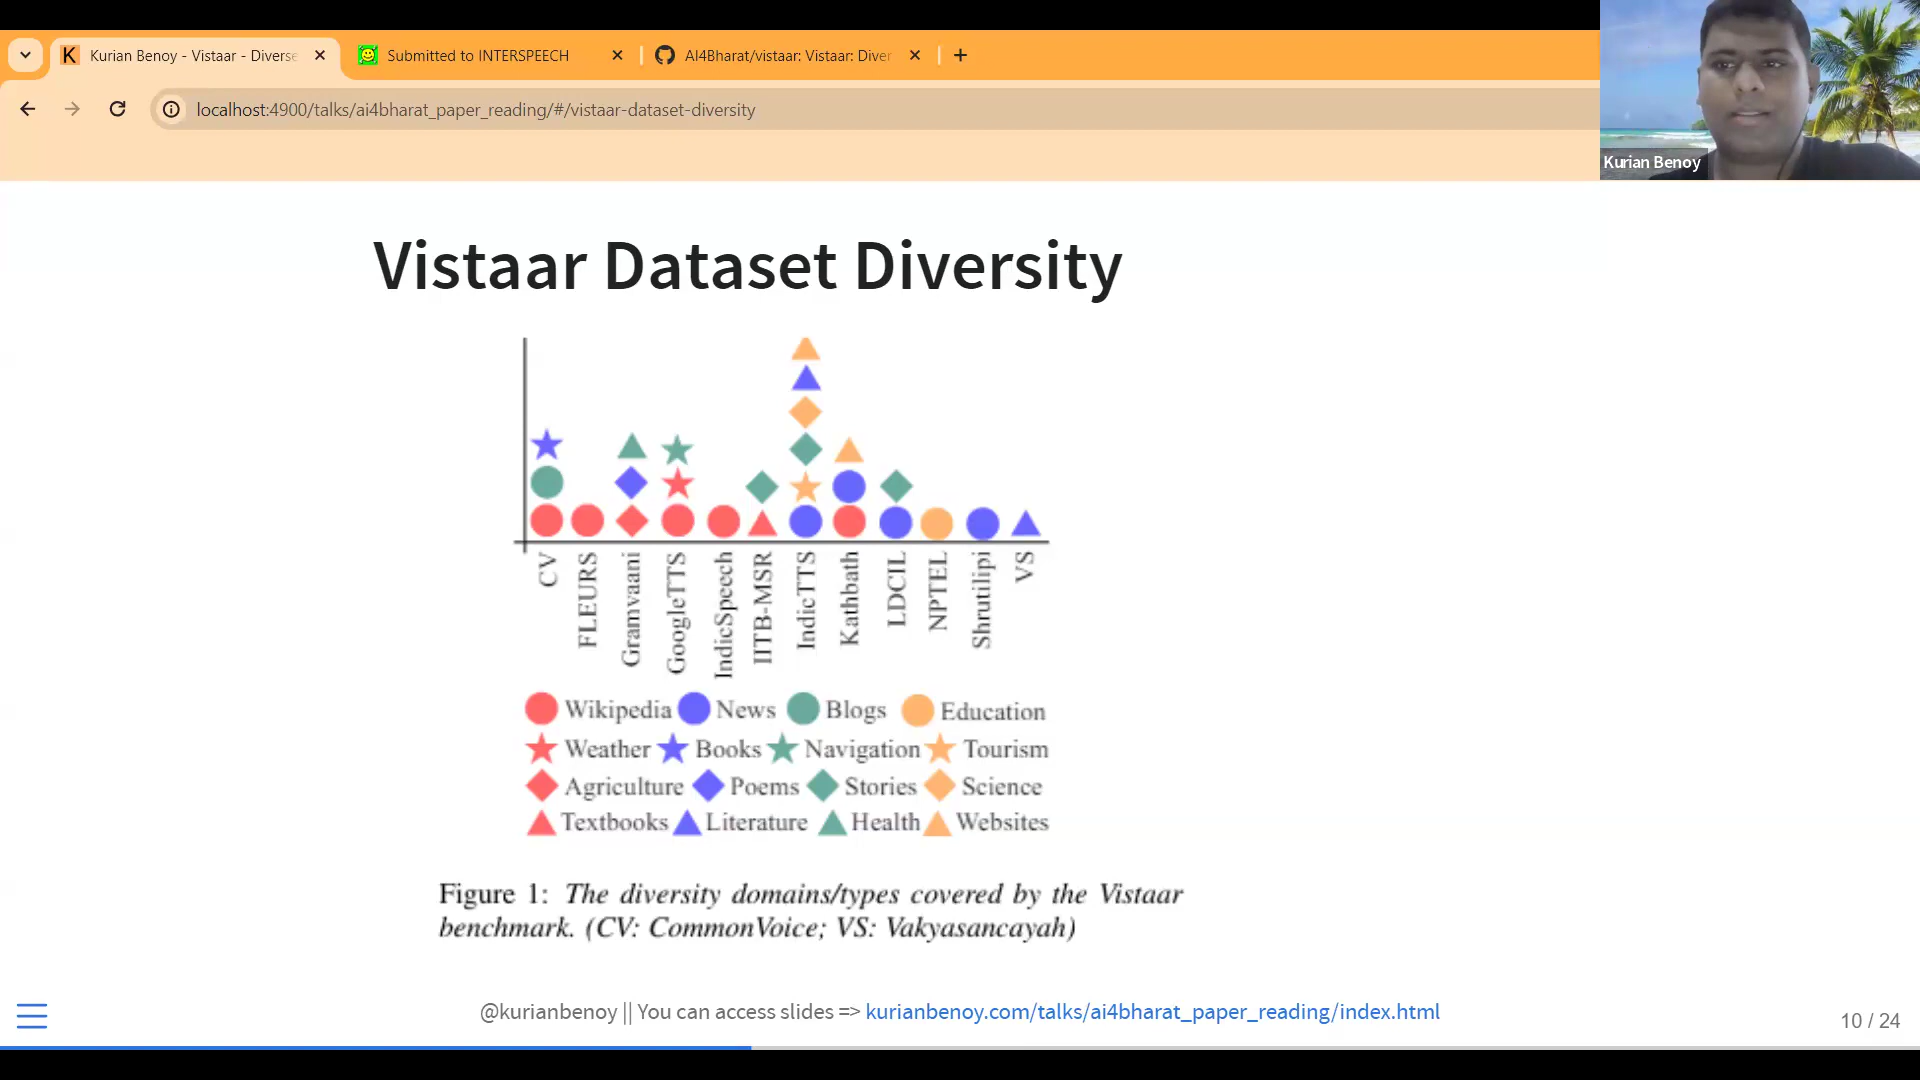 Kurian Benoy - Vistaar - Diverse
Submitted to INTERSPEECH
AI4Bharat/vistaar: Vistaar: Diver
localhost:4900/talks/ai4bharat_paper_reading/#/vistaar-dataset-diversity
Kurian Benoy
Vistaar Dataset Diversity
CV FLEURS Gramvaani GoogleTTS IndicSpeech IITB-MSR IndicTTS Kathbath LDCIL NPTEL Shrutilipi VS
Wikipedia News Blogs Education
Weather Books Navigation Tourism
Agriculture Poems Stories Science
Textbooks Literature Health Websites
Figure 1: The diversity domains/types covered by the Vistaar
benchmark. (CV: CommonVoice; VS: Vakyasancayah)
@kurianbenoy || You can access slides => kurianbenoy.com/talks/ai4bharat_paper_reading/index.html
10 / 24